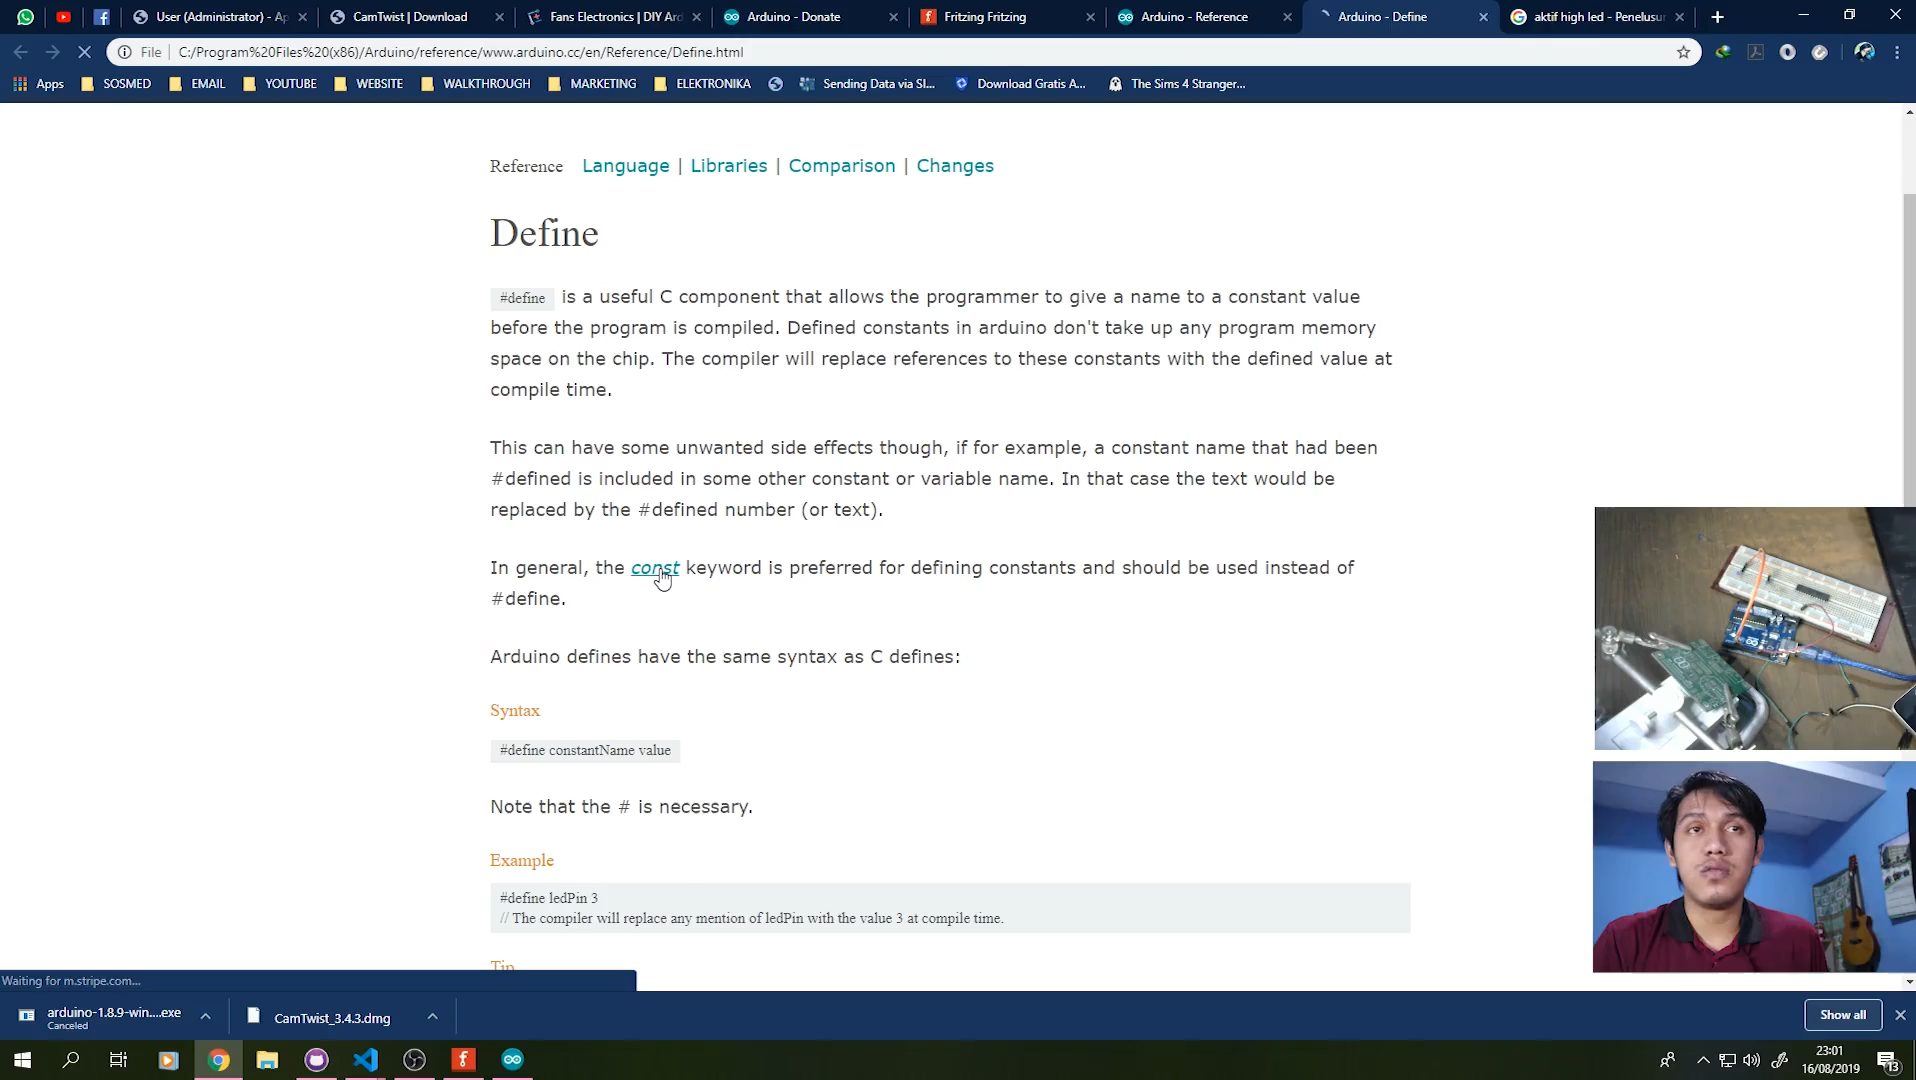 User (Administrator) - Ap
CamTwist | Download
Fans Electronics | DIY Ard
Arduino - Donate
Fritzing Fritzing
Arduino - Reference
Arduino - Define
aktif high led - Penelusur
File | C:/Program%20Files%20(x86)/Arduino/reference/www.arduino.cc/en/Reference/Define.html
Apps SOSMED EMAIL YOUTUBE WEBSITE WALKTHROUGH MARKETING ELEKTRONIKA Sending Data via SI... Download Gratis A... The Sims 4 Stranger...
Reference Language | Libraries | Comparison | Changes
Define
#define is a useful C component that allows the programmer to give a name to a constant value
before the program is compiled. Defined constants in arduino don't take up any program memory
space on the chip. The compiler will replace references to these constants with the defined value at
compile time.
This can have some unwanted side effects though, if for example, a constant name that had been
#defined is included in some other constant or variable name. In that case the text would be
replaced by the #defined number (or text).
In general, the const keyword is preferred for defining constants and should be used instead of
#define.
Arduino defines have the same syntax as C defines:
Syntax
#define constantName value
Note that the # is necessary.
Example
#define ledPin 3
// The compiler will replace any mention of ledPin with the value 3 at compile time.
Tip
Waiting for m.stripe.com...
arduino-1.8.9-win....exe
Canceled
CamTwist_3.4.3.dmg
Show all
23:01
16/08/2019
13